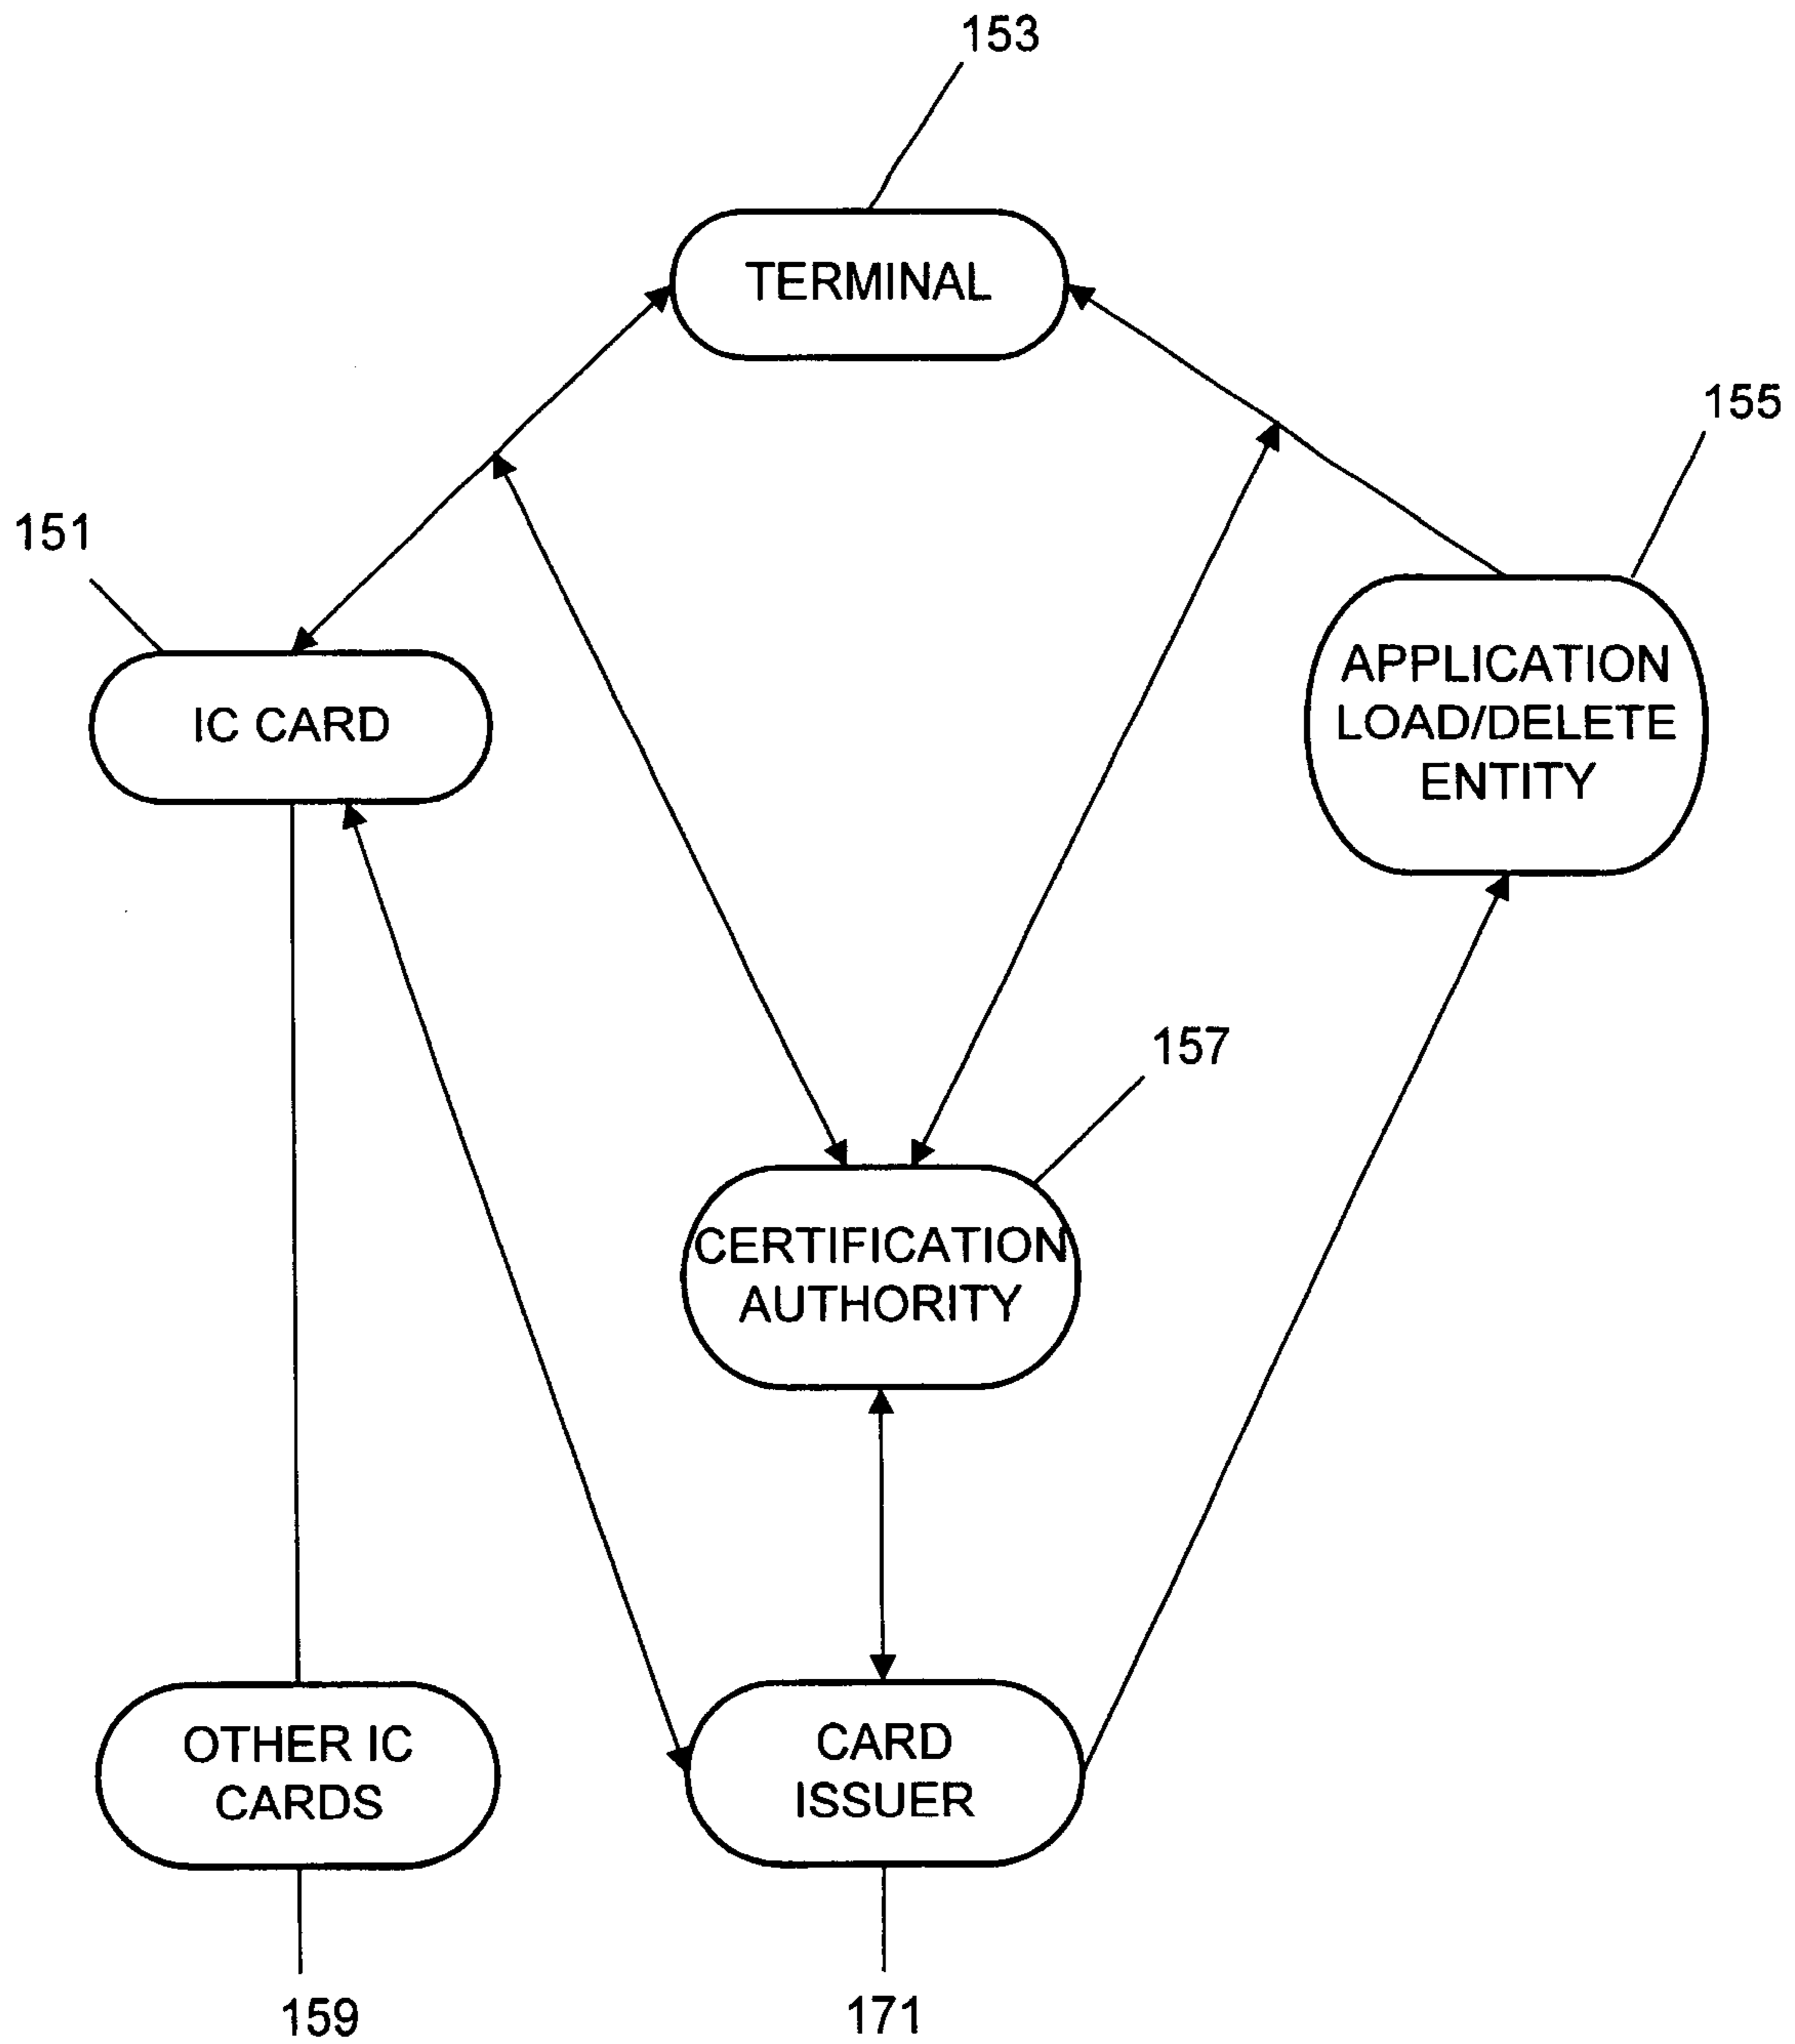 153
TERMINAL
155
151
APPLICATION
LOAD/DELETE
ENTITY
IC CARD
157
CERTIFICATION
AUTHORITY
OTHER IC
CARDS
CARD
ISSUER
159
171